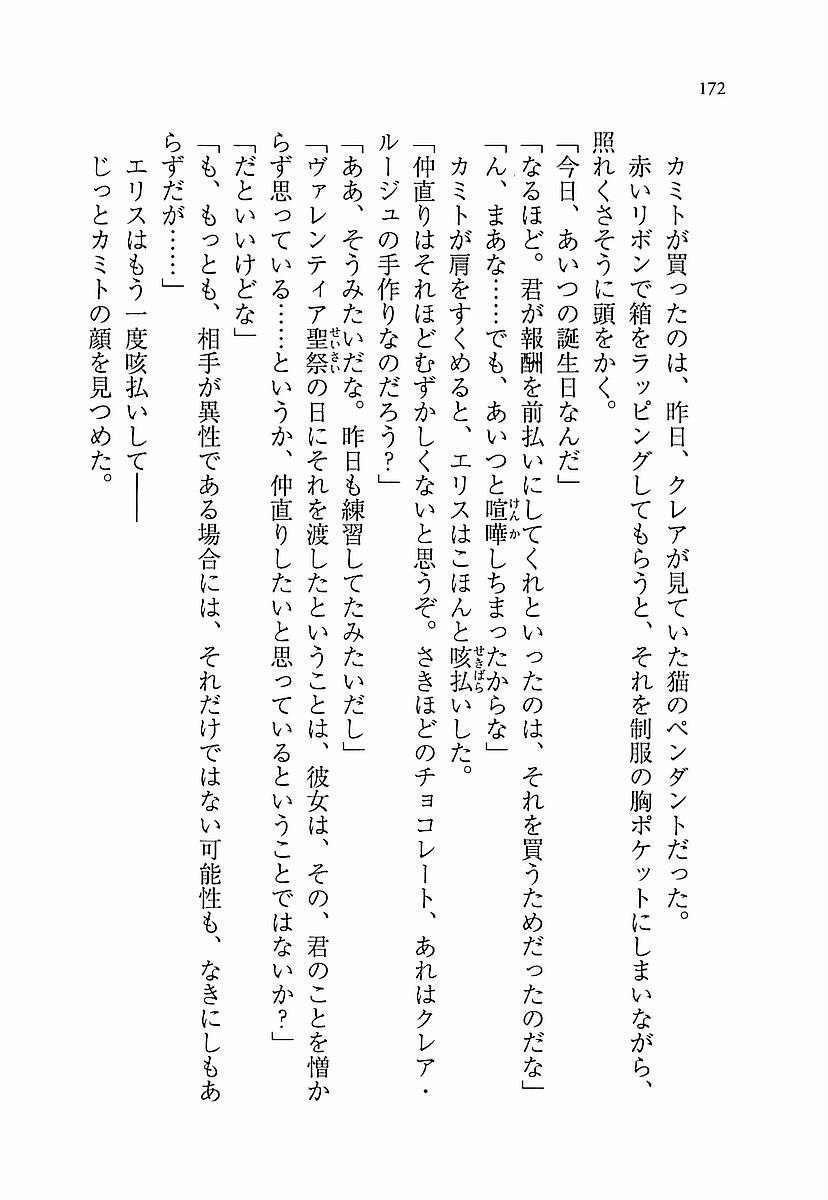 172
カミトが買ったのは、昨日、クレアが見ていた猫のペンダントだった。
赤いリボンで箱をラッピングしてもらうと、それを制服の胸ポケットにしまいながら、
照れくさそうに頭をかく。
「今日、あいつの誕生日なんだ」
「なるほど。君が報酬を前払いにしてくれといったのは、それを買うためだったのだな」
「ん、まあな……でも、あいつと喧嘩しちまったからな」
カミトが肩をすくめると、エリスはこほんと咳払いした。
「仲直りはそれほどむずかしくないと思うぞ。さきほどのチョコレート、あれはクレア・
ルージュの手作りなのだろう？」
「ああ、そうみたいだな。昨日も練習してたみたいだし」
「ヴァレンティア聖祭の日にそれを渡したということは、彼女は、その、君のことを憎か
らず思っている……というか、仲直りしたいと思っているということではないか？」
「だといいけどな」
「も、もっとも、相手が異性である場合には、それだけではない可能性も、なきにしもあ
らずだが……」
エリスはもう一度咳払いして――
じっとカミトの顔を見つめた。